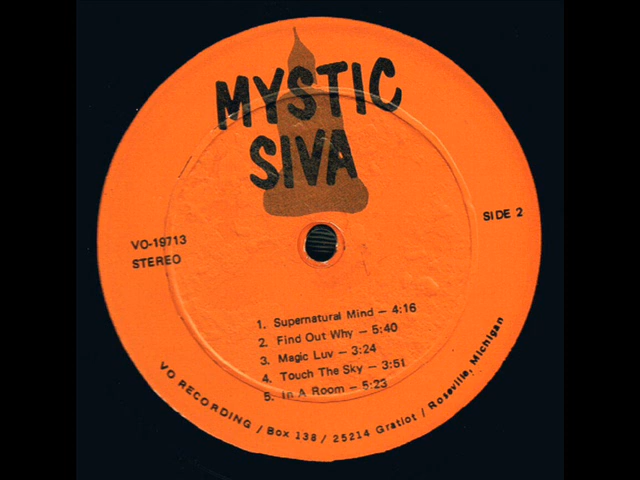 MYSTIC
SIVA
VO-19713
STEREO
SIDE 2
1. Supernatural Mind — 4:16
2. Find Out Why — 5:40
3. Magic Luv — 3:24
4. Touch The Sky — 3:51
5. In A Room — 5:23
VO RECORDING / Box 138 / 25214 Gratiot / Roseville, Michigan